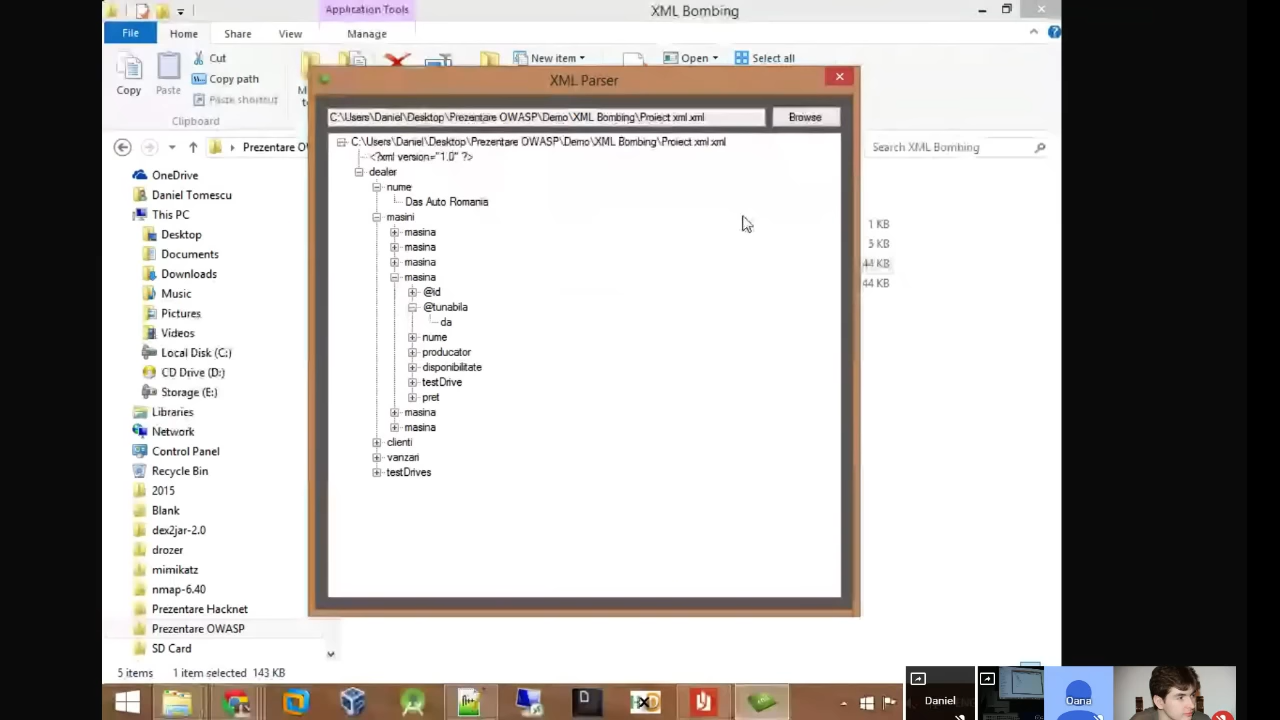 Application Tools
XML Bombing
File
Home
Share
View
Manage
Copy
Paste
Cut
Copy path
Paste shortcut
Clipboard
New item
Open
Select all
XML Parser
C:\Users\Daniel\Desktop\Prezentare OWASP\Demo\XML Bombing\Proiect xml.xml
Browse
C:\Users\Daniel\Desktop\Prezentare OWASP\Demo\XML Bombing\Proiect xml.xml
<?xml version="1.0" ?>
dealer
nume
Das Auto Romania
masini
masina
masina
masina
masina
@id
@tunabila
da
nume
producator
disponibilitate
testDrive
pret
masina
masina
clienti
vanzari
testDrives
Prezentare O
Search XML Bombing
OneDrive
Daniel Tomescu
This PC
Desktop
Documents
Downloads
Music
Pictures
Videos
Local Disk (C:)
CD Drive (D:)
Storage (E:)
Libraries
Network
Control Panel
Recycle Bin
2015
Blank
dex2jar-2.0
drozer
mimikatz
nmap-6.40
Prezentare Hacknet
Prezentare OWASP
SD Card
1 KB
3 KB
44 KB
44 KB
5 items
1 item selected 143 KB
Daniel
Oana